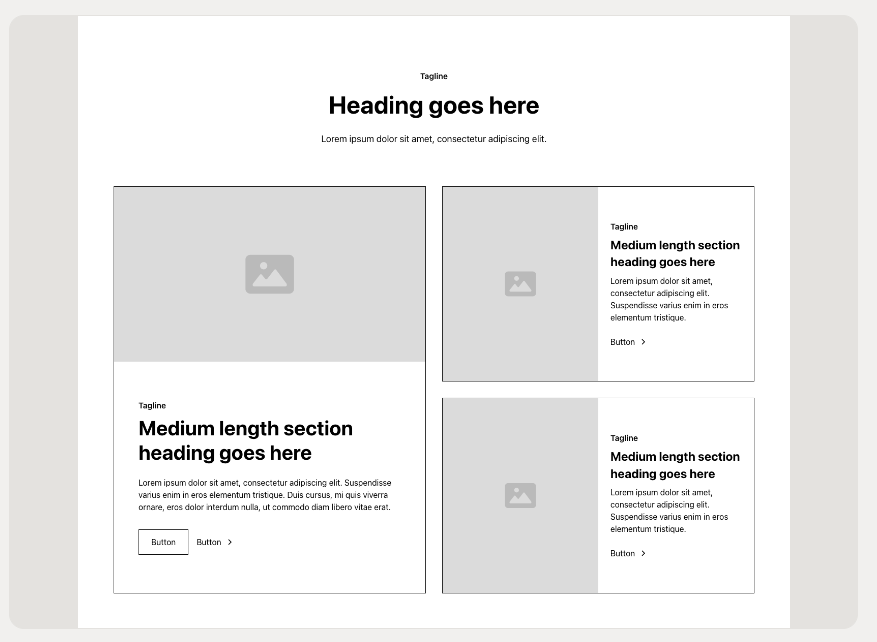 Tagline
Heading goes here
Lorem ipsum dolor sit amet, consectetur adipiscing elit.
Tagline
Medium length section
heading goes here
Lorem ipsum dolor sit amet, consectetur adipiscing elit. Suspendisse
varius enim in eros elementum tristique. Duis cursus, mi quis viverra
ornare, eros dolor interdum nulla, ut commodo diam libero vitae erat.
Button Button
Tagline
Medium length section
heading goes here
Lorem ipsum dolor sit amet,
consectetur adipiscing elit.
Suspendisse varius enim in eros
elementum tristique.
Button
Tagline
Medium length section
heading goes here
Lorem ipsum dolor sit amet,
consectetur adipiscing elit.
Suspendisse varius enim in eros
elementum tristique.
Button